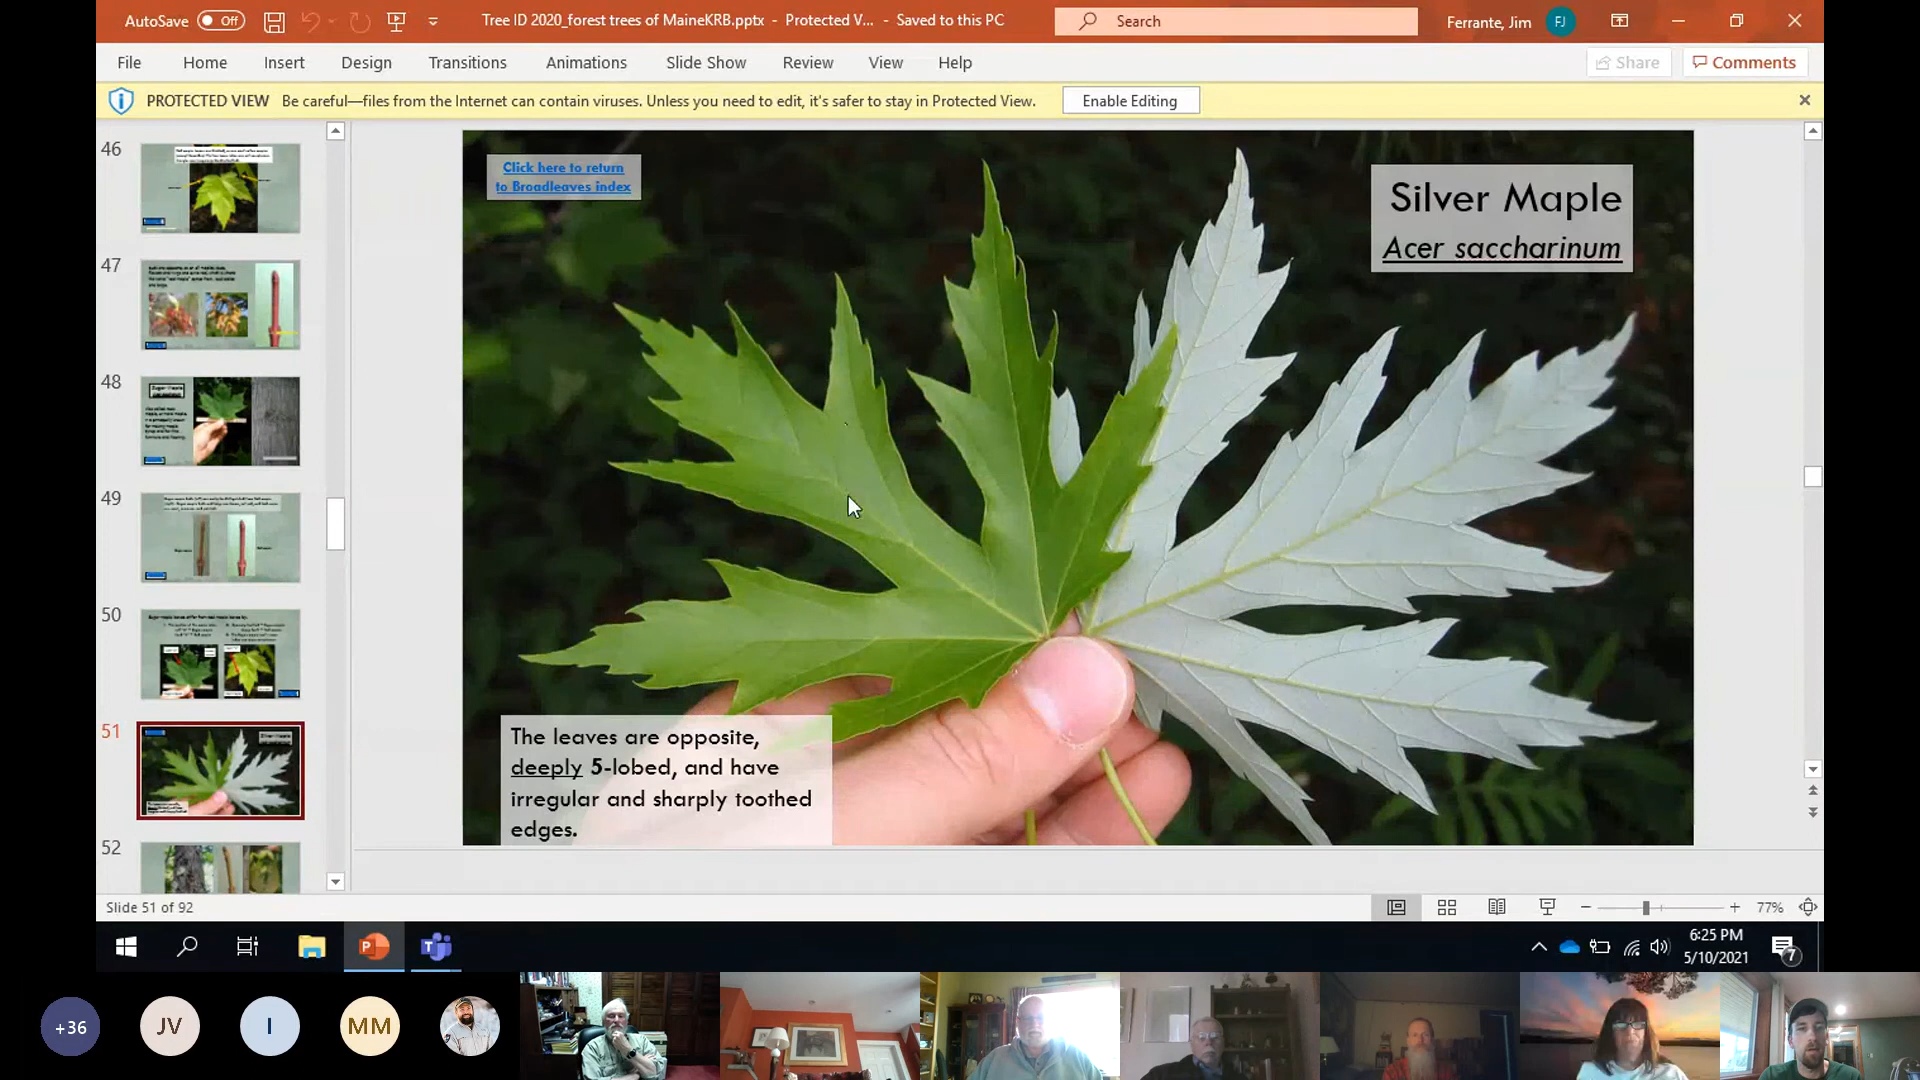 AutoSave Off
Tree ID 2020_forest trees of MaineKRB.pptx - Protected V... - Saved to this PC
Search
Ferrante, Jim
FJ
File Home Insert Design Transitions Animations Slide Show Review View Help
Share
Comments
PROTECTED VIEW Be careful—files from the Internet can contain viruses. Unless you need to edit, it's safer to stay in Protected View.
Enable Editing
46
47
48
49
50
51
52
Click here to return
to Broadleaves index
Silver Maple
Acer saccharinum
The leaves are opposite,
deeply 5-lobed, and have
irregular and sharply toothed
edges.
Slide 51 of 92
77%
6:25 PM
5/10/2021
7
+36
JV
I
MM